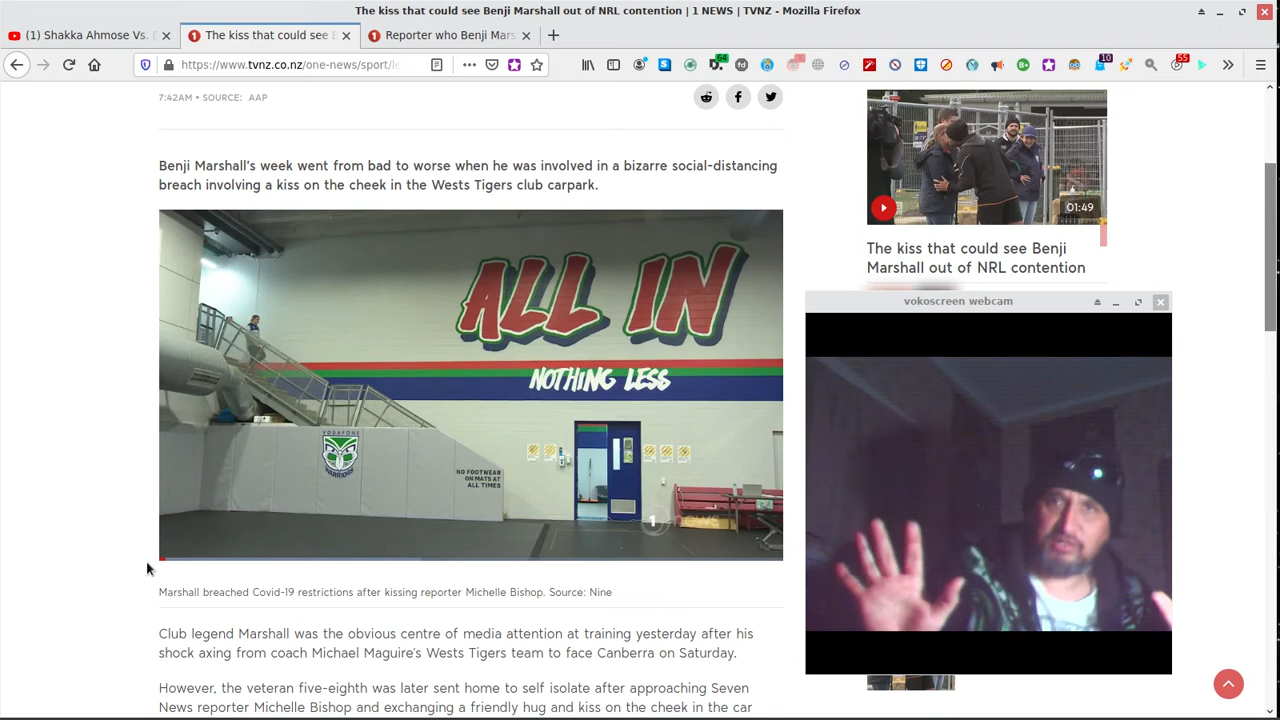 The kiss that could see Benji Marshall out of NRL contention | 1 NEWS | TVNZ - Mozilla Firefox
(1) Shakka Ahmose Vs.
The kiss that could see B
Reporter who Benji Mars
https://www.tvnz.co.nz/one-news/sport/le
64
10
55
7:42AM • SOURCE: AAP
Benji Marshall's week went from bad to worse when he was involved in a bizarre social-distancing
breach involving a kiss on the cheek in the Wests Tigers club carpark.
ALL IN
NOTHING LESS
VODAFONE
WARRIORS
NO FOOTWEAR
ON MATS AT
ALL TIMES
1 news
Marshall breached Covid-19 restrictions after kissing reporter Michelle Bishop. Source: Nine
Club legend Marshall was the obvious centre of media attention at training yesterday after his
shock axing from coach Michael Maguire's Wests Tigers team to face Canberra on Saturday.
However, the veteran five-eighth was later sent home to self isolate after approaching Seven
News reporter Michelle Bishop and exchanging a friendly hug and kiss on the cheek in the car
01:49
The kiss that could see Benji
Marshall out of NRL contention
vokoscreen webcam